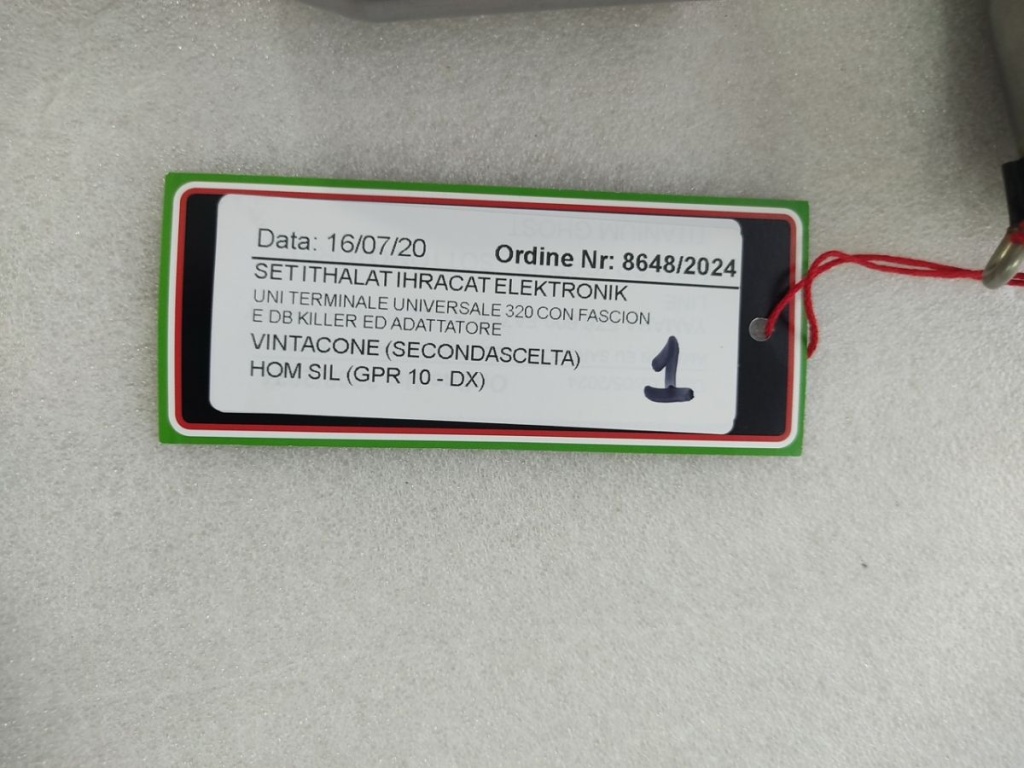 Data: 16/07/20
Ordine Nr: 8648/2024
SET ITHALAT IHRACAT ELEKTRONIK
UNI TERMINALE UNIVERSALE 320 CON FASCION
E DB KILLER ED ADATTATORE
VINTACONE (SECONDASCELTA)
HOM SIL (GPR 10 - DX)
1